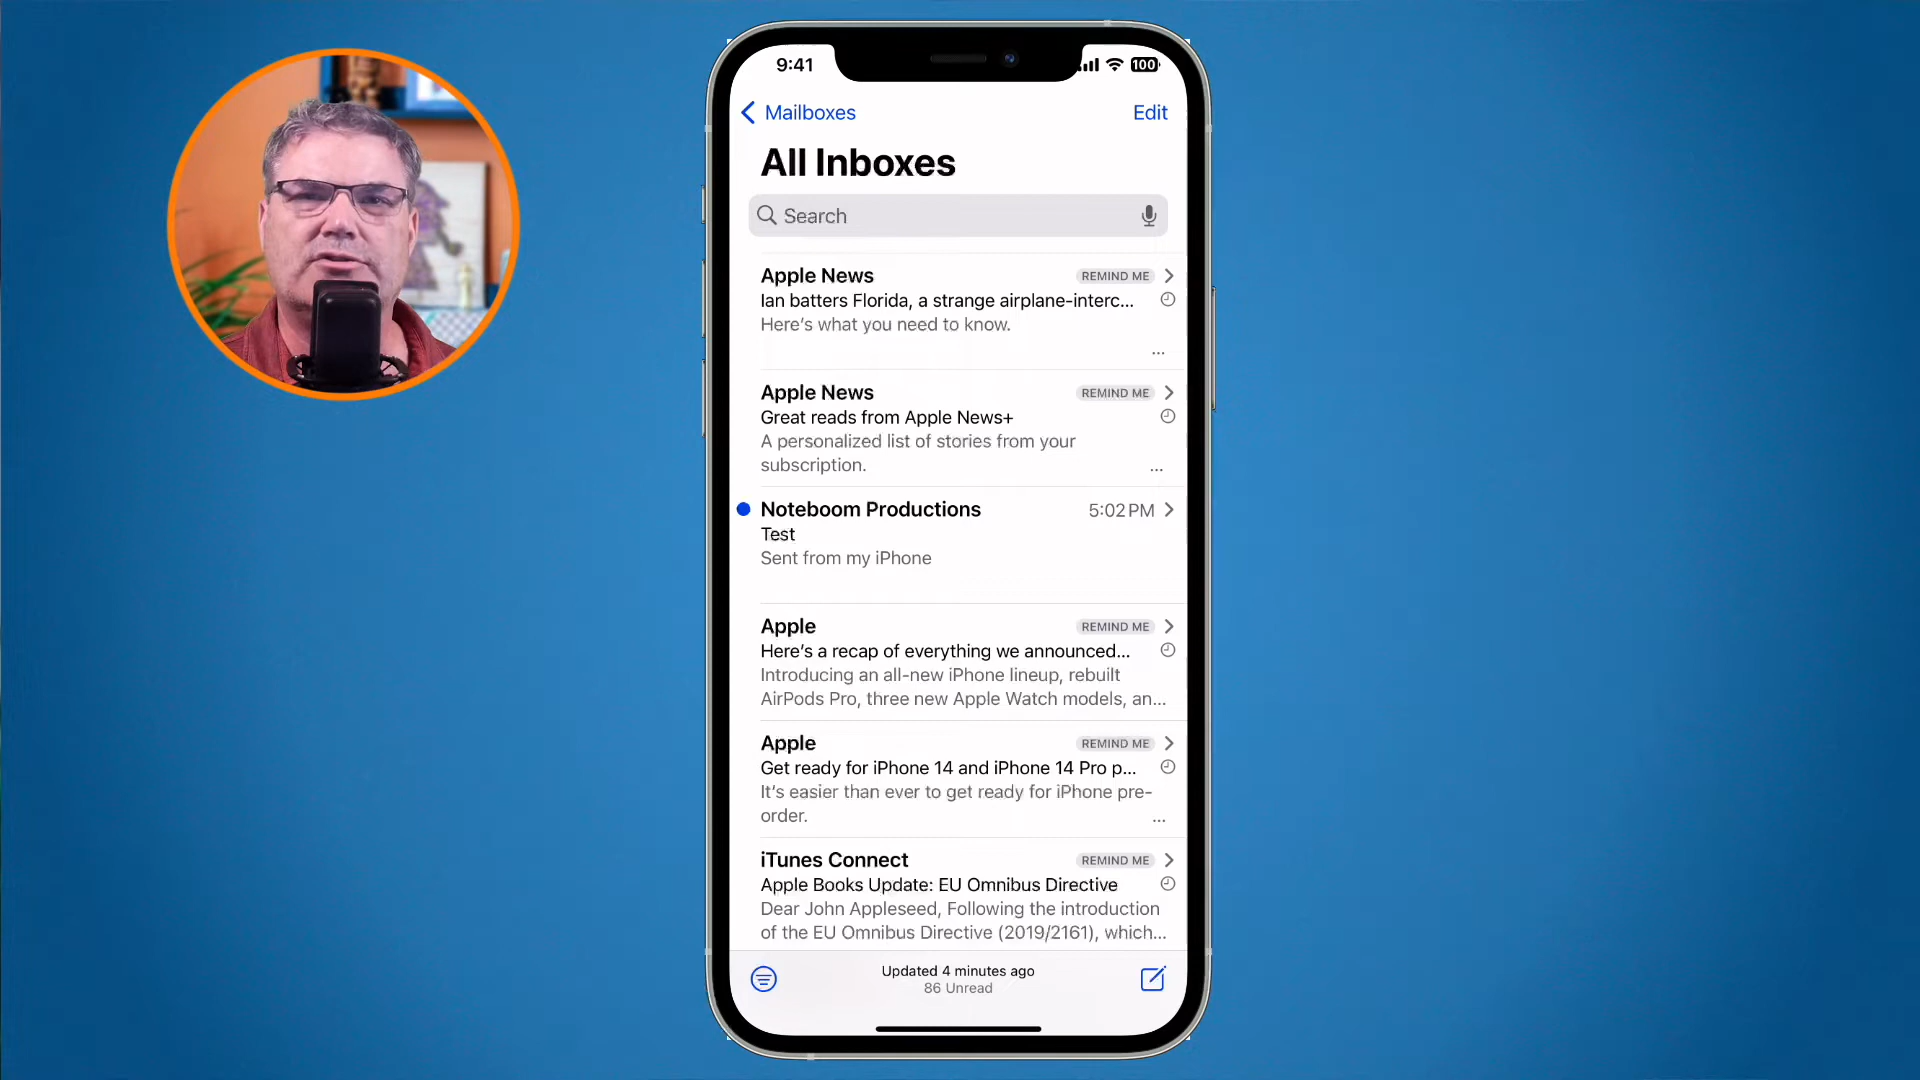 9:41
100
Mailboxes
Edit
All Inboxes
Search
Apple News
REMIND ME
Ian batters Florida, a strange airplane-interc...
Here's what you need to know.
...
Apple News
REMIND ME
Great reads from Apple News+
A personalized list of stories from your
subscription.
...
Noteboom Productions
5:02 PM
Test
Sent from my iPhone
Apple
REMIND ME
Here's a recap of everything we announced...
Introducing an all-new iPhone lineup, rebuilt
AirPods Pro, three new Apple Watch models, an...
Apple
REMIND ME
Get ready for iPhone 14 and iPhone 14 Pro p...
It's easier than ever to get ready for iPhone pre-
order.
...
iTunes Connect
REMIND ME
Apple Books Update: EU Omnibus Directive
Dear John Appleseed, Following the introduction
of the EU Omnibus Directive (2019/2161), which...
Updated 4 minutes ago
86 Unread